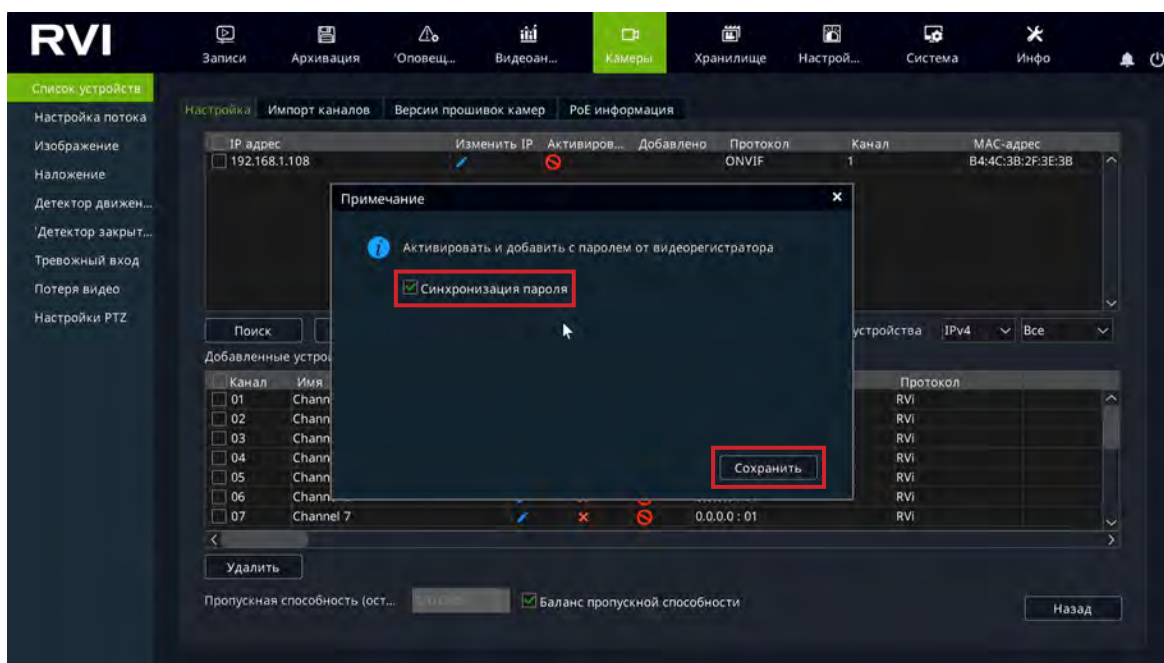 RVI
Записи Архивация 'Оповещ... Видеоан... Камеры Хранилище Настрой... Система Инфо
Список устройств
Настройка потока
Изображение
Наложение
Детектор движен...
'Детектор закрыт...
Тревожный вход
Потеря видео
Настройки PTZ
Настройка Импорт каналов Версии прошивок камер PoE информация
IP адрес Изменить IP Активиров... Добавлено Протокол Канал MAC-адрес
192.168.1.108 ONVIF 1 B4:4C:3B:2F:3E:3B
Примечание
Активировать и добавить с паролем от видеорегистратора
Синхронизация пароля
Сохранить
Поиск устройства IPv4 Все
Добавленные устрой
Канал Имя Протокол
01 Chann RVi
02 Chann RVi
03 Chann RVi
04 Chann RVi
05 Chann RVi
06 Chann RVi
07 Channel 7 0.0.0.0 : 01 RVi
Удалить
Пропускная способность (ост... Баланс пропускной способности
Назад